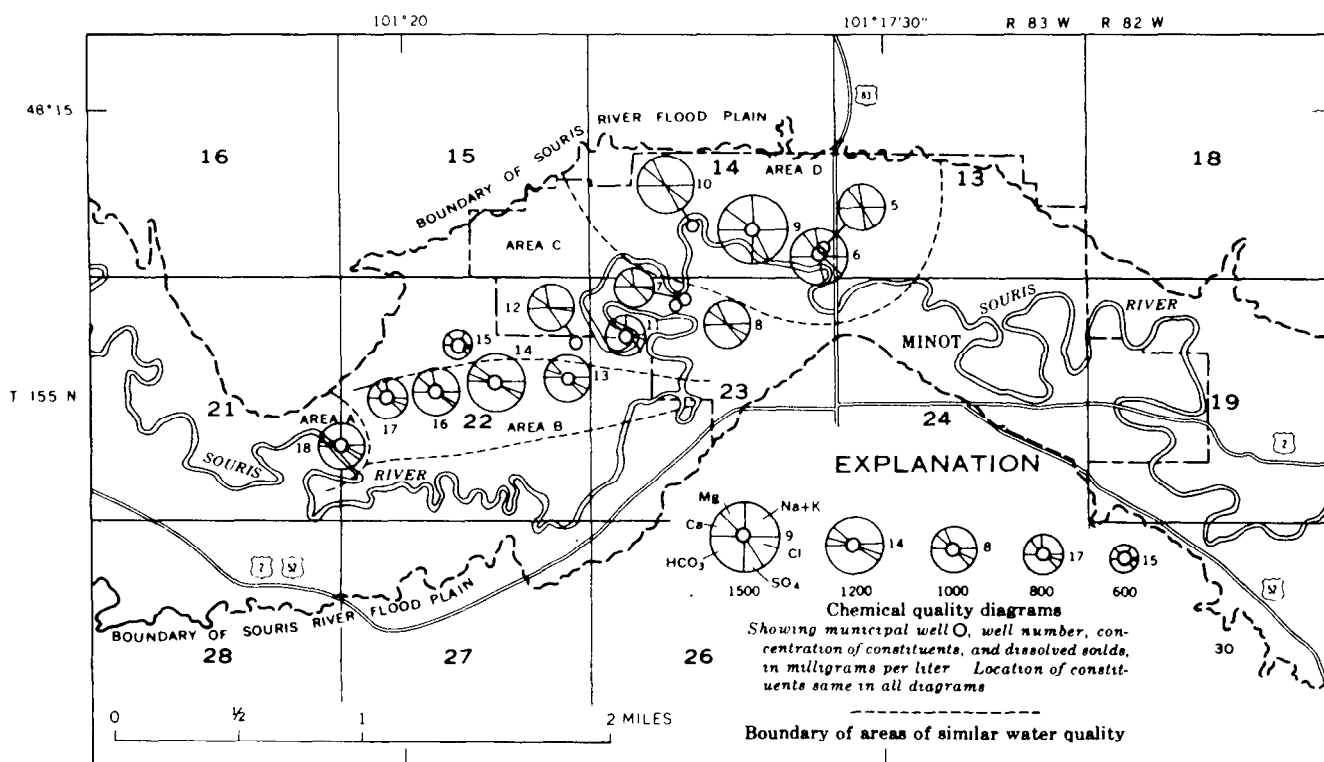 101°20
101°17'30"
R 83 W
R 82 W
48°15
83
BOUNDARY OF SOURIS RIVER FLOOD PLAIN
16
15
14
AREA D
13
18
10
5
9
6
AREA C
7
12
11
8
SOURIS RIVER
MINOT
15
14
13
T 155 N
21
AREA A
17
16
22
AREA B
23
24
19
18
2
SOURIS
RIVER
EXPLANATION
Mg
Na+K
Ca
9
Cl
HCO₃
SO₄
14
8
17
15
1500
1200
1000
800
600
2
52
52
Chemical quality diagrams
Showing municipal well O, well number, con-
centration of constituents, and dissolved solids,
in milligrams per liter Location of constit-
uents same in all diagrams
BOUNDARY OF SOURIS RIVER FLOOD PLAIN
28
27
26
30
0
½
1
2 MILES
Boundary of areas of similar water quality